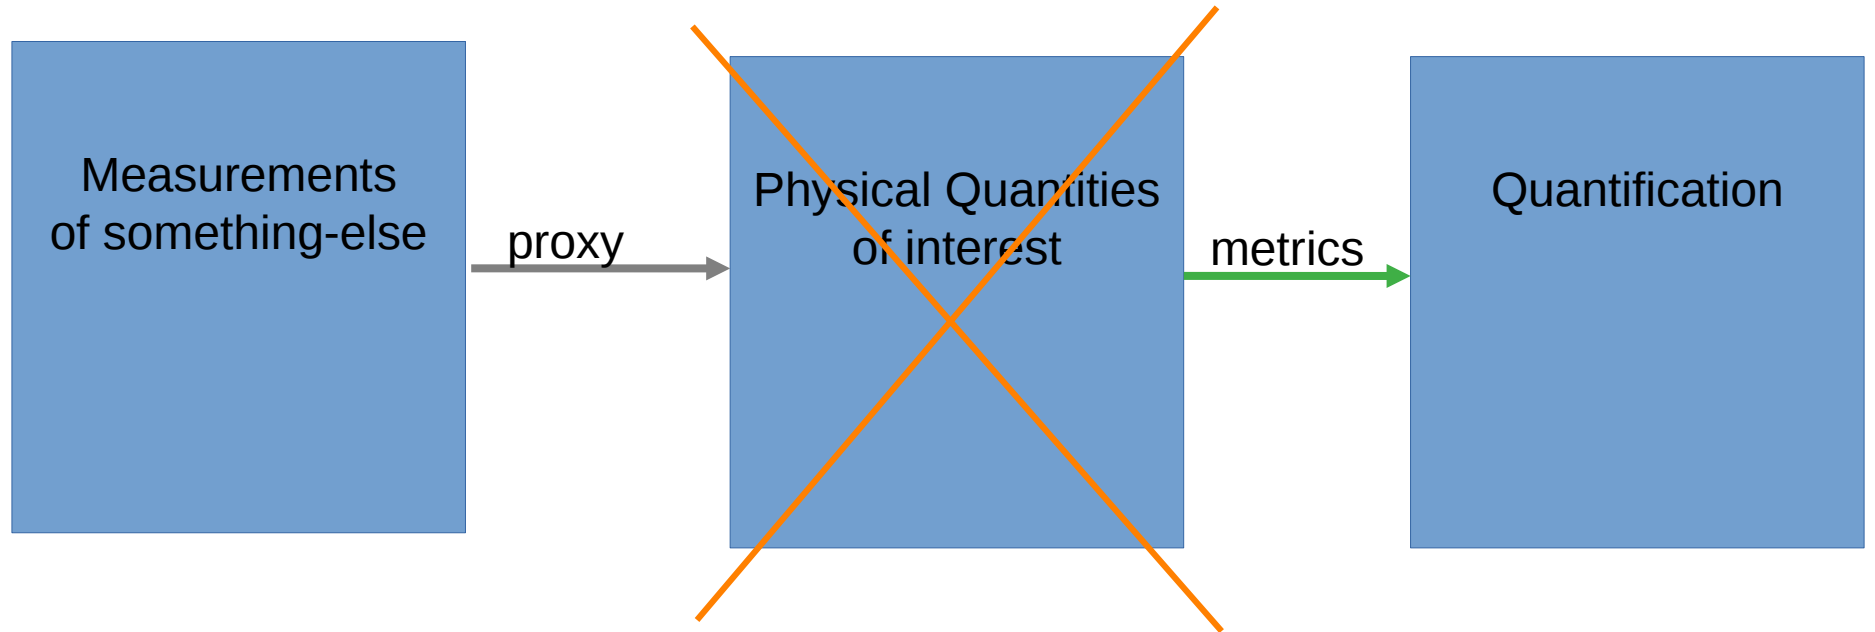 Measurements
of something-else
proxy
Physical Quantities
of interest
metrics
Quantification